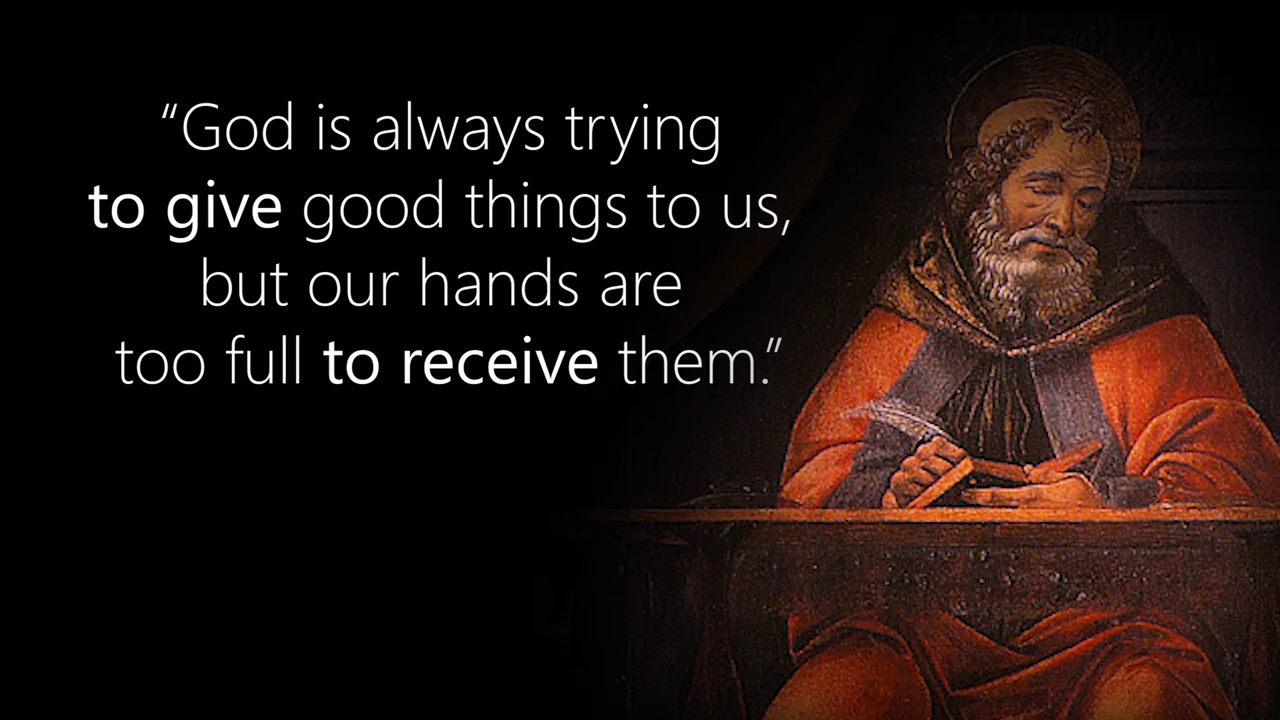 “God is always trying
to give good things to us,
but our hands are
too full to receive them.”